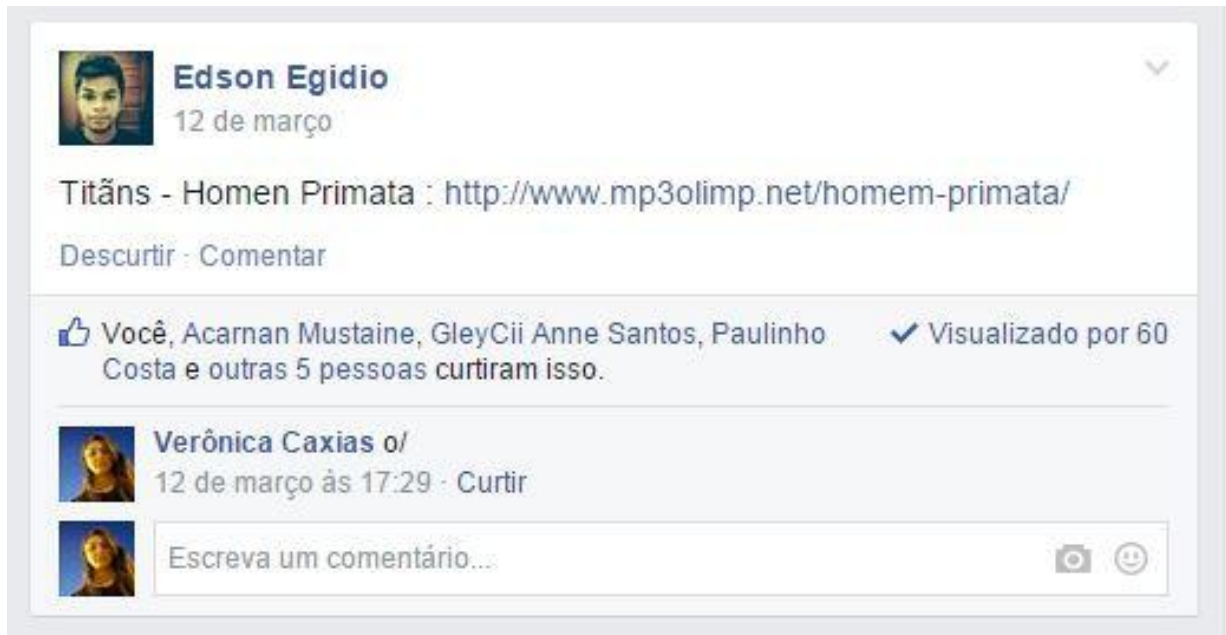 Edson Egidio
12 de março
Titãns - Homen Primata : http://www.mp3olimp.net/homem-primata/
Descurtir · Comentar
Você, Acarnan Mustaine, GleyCii Anne Santos, Paulinho
Costa e outras 5 pessoas curtiram isso.
Visualizado por 60
Verônica Caxias o/
12 de março às 17:29 · Curtir
Escreva um comentário...